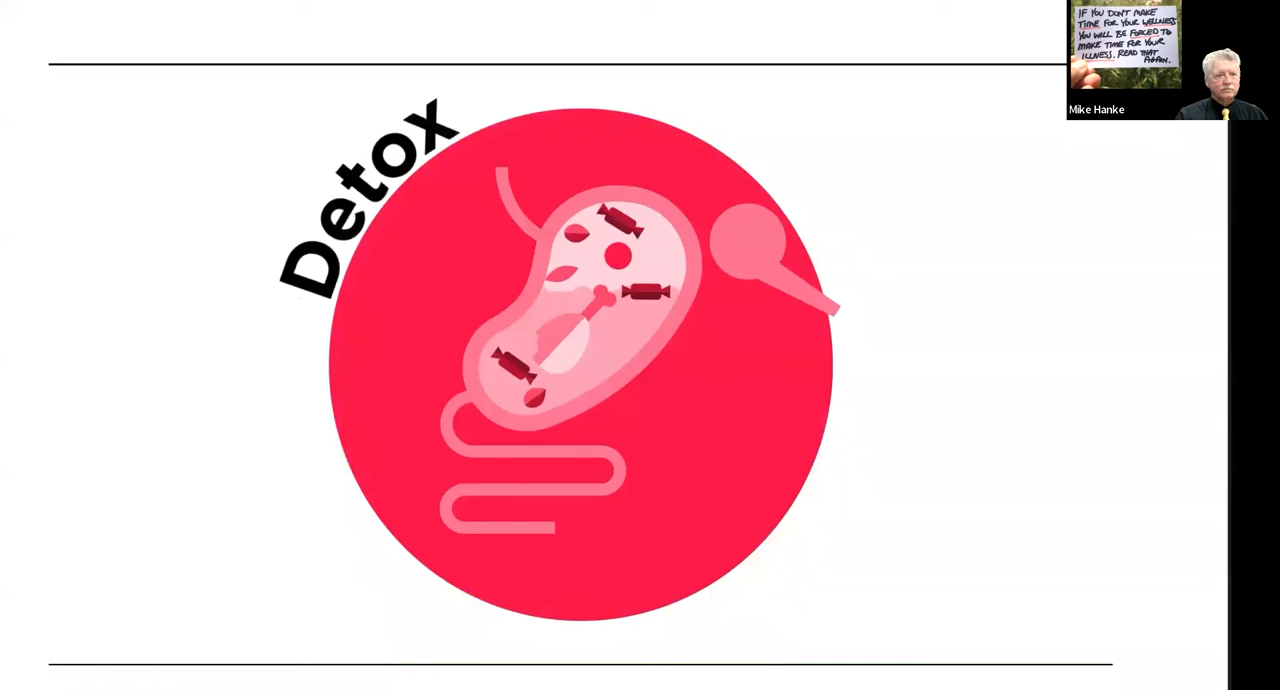 Detox
IF YOU DON'T MAKE
TIME FOR YOUR WELLNESS
YOU WILL BE FORCED TO
MAKE TIME FOR YOUR
ILLNESS. READ THAT
AGAIN.
Mike Hanke